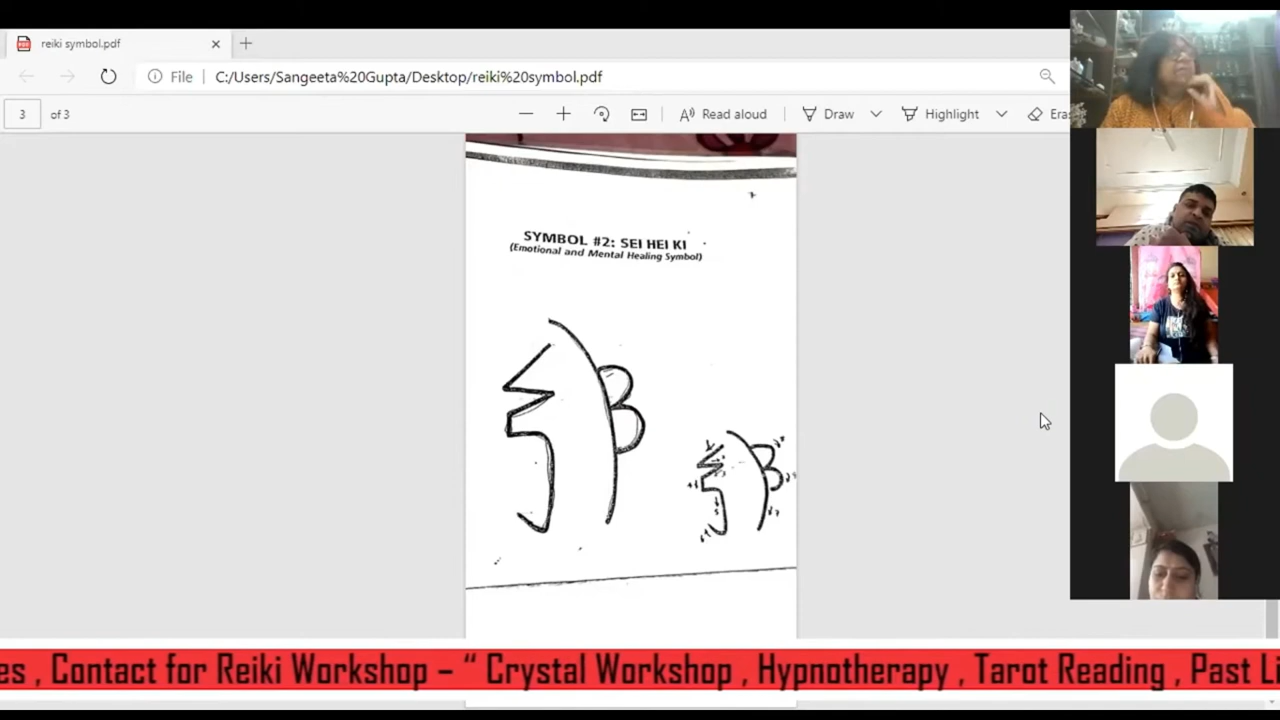 reiki symbol.pdf
File C:/Users/Sangeeta%20Gupta/Desktop/reiki%20symbol.pdf
3 of 3 Read aloud Draw Highlight
SYMBOL #2: SEI HEI KI
(Emotional and Mental Healing Symbol)
, Contact for Reiki Workshop – “ Crystal Workshop , Hypnotherapy , Tarot Reading , Past